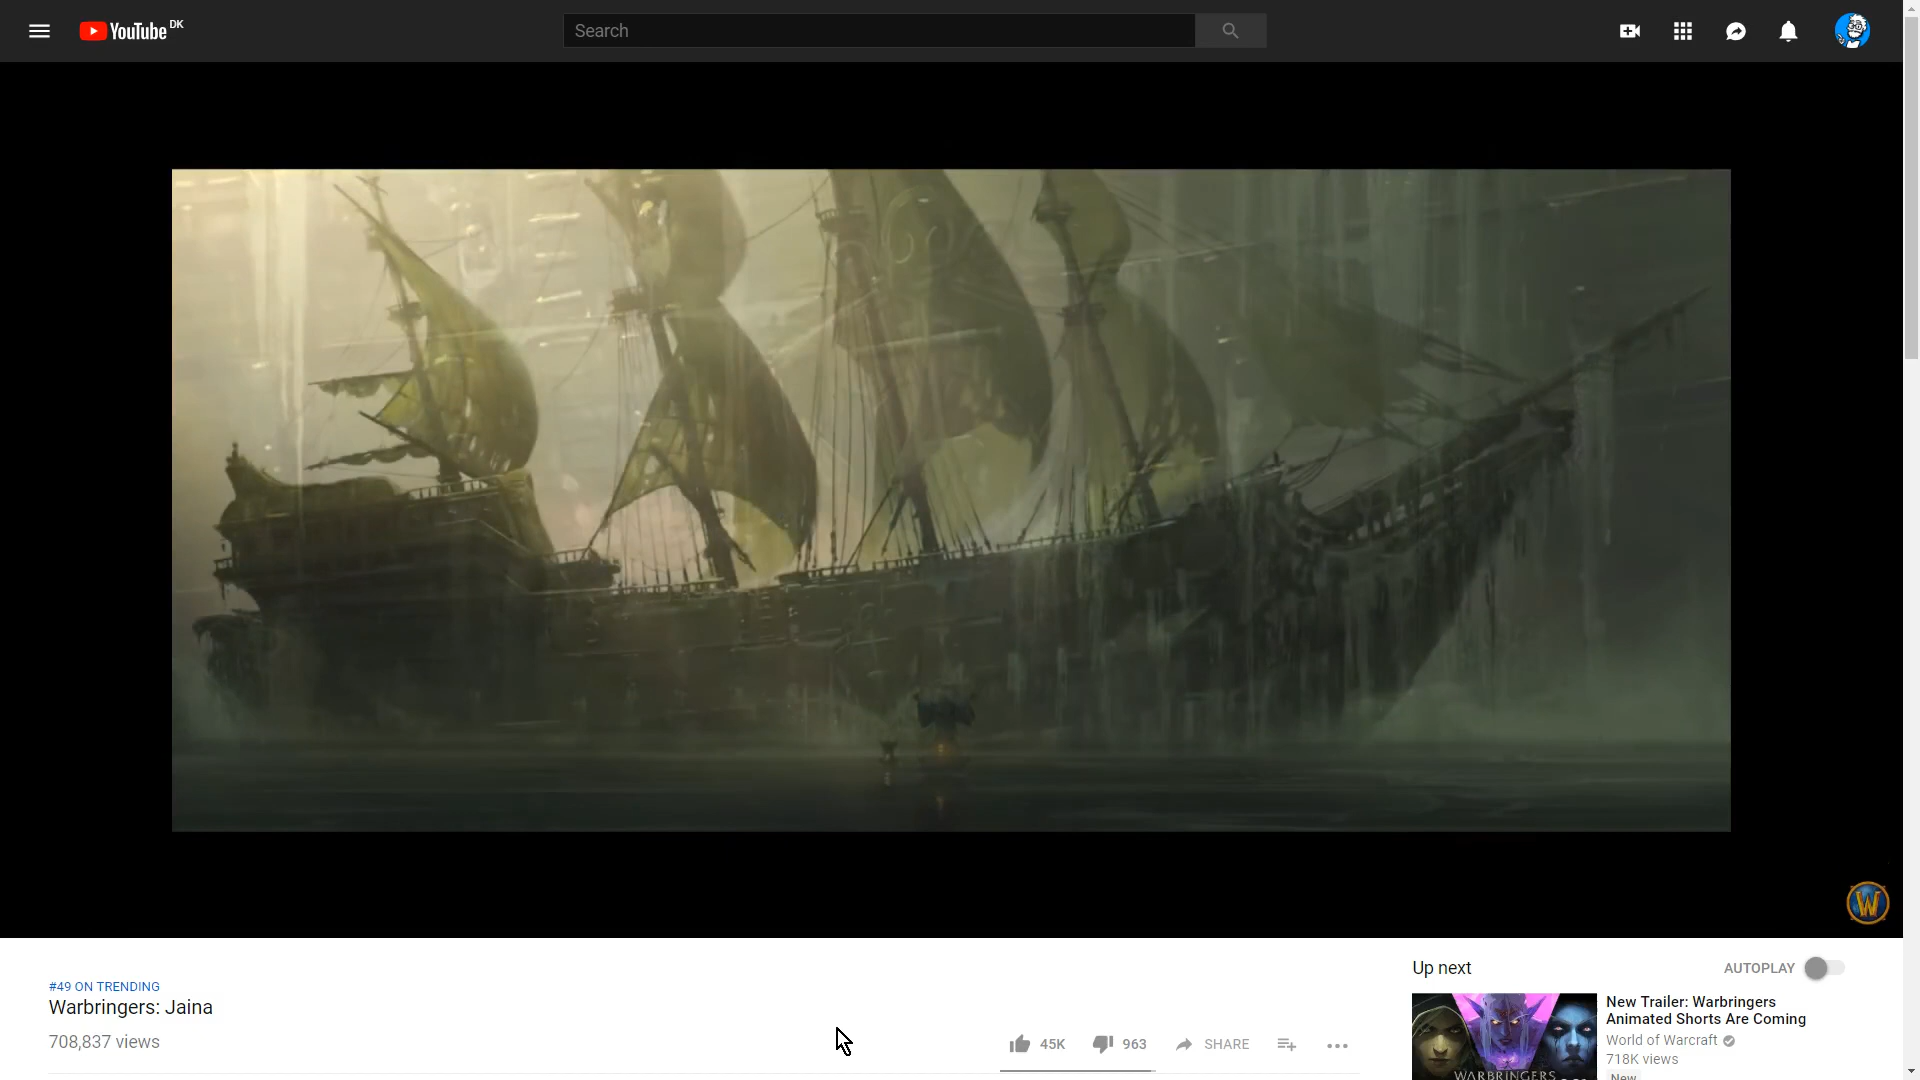 YouTube DK
Search
#49 ON TRENDING
Warbringers: Jaina
708,837 views
45K
963
SHARE
Up next
AUTOPLAY
WARBRINGERS
New Trailer: Warbringers
Animated Shorts Are Coming
World of Warcraft
718K views
New
W